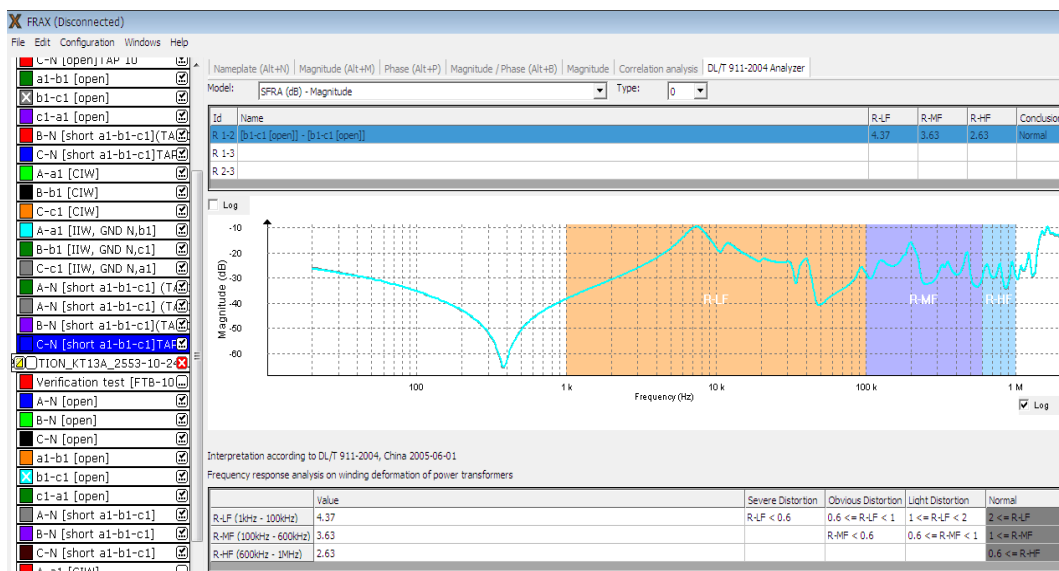 FRAX (Disconnected)
File Edit Configuration Windows Help
C-N [open]TAP 10
a1-b1 [open]
b1-c1 [open]
c1-a1 [open]
B-N [short a1-b1-c1](TA
C-N [short a1-b1-c1]TAP
A-a1 [CIW]
B-b1 [CIW]
C-c1 [CIW]
A-a1 [IIW, GND N,b1]
B-b1 [IIW, GND N,c1]
C-c1 [IIW, GND N,a1]
A-N [short a1-b1-c1] (TA
A-N [short a1-b1-c1] (TA
B-N [short a1-b1-c1](TA
C-N [short a1-b1-c1]TAP
TION_KT13A_2553-10-24
Verification test [FTB-10
A-N [open]
B-N [open]
C-N [open]
a1-b1 [open]
b1-c1 [open]
c1-a1 [open]
A-N [short a1-b1-c1]
B-N [short a1-b1-c1]
C-N [short a1-b1-c1]
A-a1 [CIW]
Nameplate (Alt+N) Magnitude (Alt+M) Phase (Alt+P) Magnitude / Phase (Alt+B) Magnitude Correlation analysis DL/T 911-2004 Analyzer
Model: SFRA (dB) - Magnitude Type: 0
Id Name R-LF R-MF R-HF Conclusion
R 1-2 [b1-c1 [open]] - [b1-c1 [open]] 4.37 3.63 2.63 Normal
R 1-3
R 2-3
Log
Magnitude (dB)
-10
-20
-30
-40
-50
-60
R-LF
R-MF
R-HF
100 1 k 10 k 100 k 1 M
Frequency (Hz)
Log
Interpretation according to DL/T 911-2004, China 2005-06-01
Frequency response analysis on winding deformation of power transformers
Value Severe Distortion Obvious Distortion Light Distortion Normal
R-LF (1kHz - 100kHz) 4.37 R-LF < 0.6 0.6 <= R-LF < 1 1 <= R-LF < 2 2 <= R-LF
R-MF (100kHz - 600kHz) 3.63 R-MF < 0.6 0.6 <= R-MF < 1 1 <= R-MF
R-HF (600kHz - 1MHz) 2.63 0.6 <= R-HF